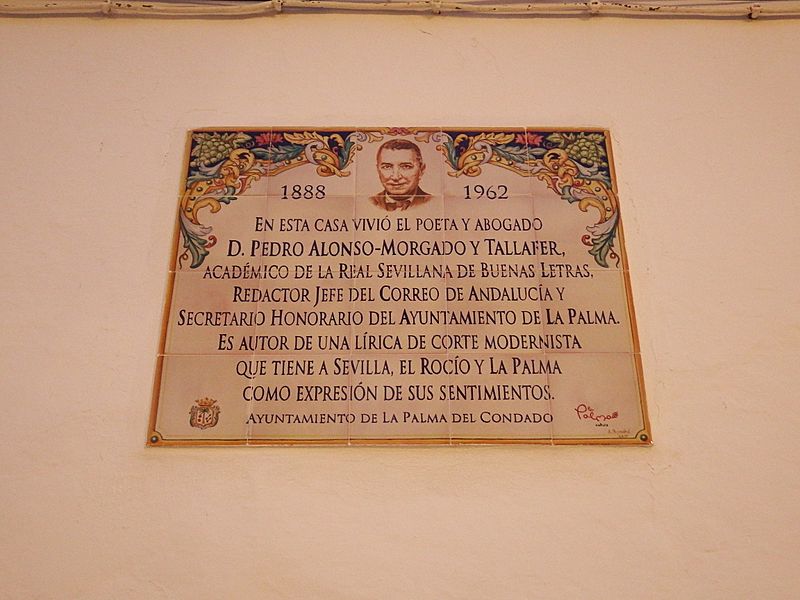 1888 1962
EN ESTA CASA VIVIÓ EL POETA Y ABOGADO
D. PEDRO ALONSO-MORGADO Y TALLAFER,
ACADÉMICO DE LA REAL SEVILLANA DE BUENAS LETRAS,
REDACTOR JEFE DEL CORREO DE ANDALUCÍA Y
SECRETARIO HONORARIO DEL AYUNTAMIENTO DE LA PALMA.
ES AUTOR DE UNA LÍRICA DE CORTE MODERNISTA
QUE TIENE A SEVILLA, EL ROCÍO Y LA PALMA
COMO EXPRESIÓN DE SUS SENTIMIENTOS.
AYUNTAMIENTO DE LA PALMA DEL CONDADO
la Palma
cultura